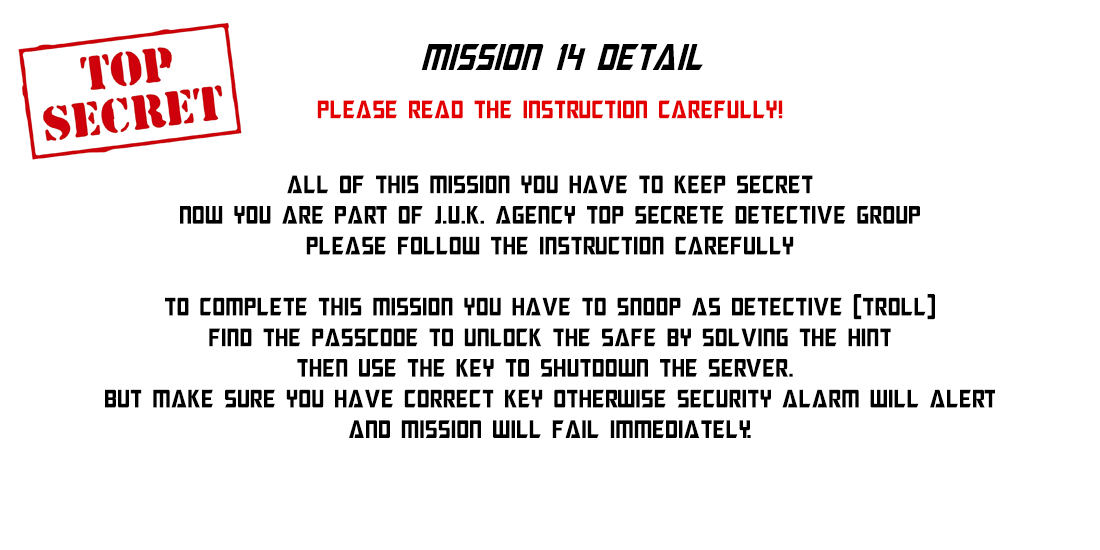 TOP
SECRET
MISSION 14 DETAIL
PLEASE READ THE INSTRUCTION CAREFULLY!
ALL OF THIS MISSION YOU HAVE TO KEEP SECRET
NOW YOU ARE PART OF J.U.K. AGENCY TOP SECRETE DETECTIVE GROUP
PLEASE FOLLOW THE INSTRUCTION CAREFULLY
TO COMPLETE THIS MISSION YOU HAVE TO SNOOP AS DETECTIVE [TROLL]
FIND THE PASSCODE TO UNLOCK THE SAFE BY SOLVING THE HINT
THEN USE THE KEY TO SHUTDOWN THE SERVER.
BUT MAKE SURE YOU HAVE CORRECT KEY OTHERWISE SECURITY ALARM WILL ALERT
AND MISSION WILL FAIL IMMEDIATELY.